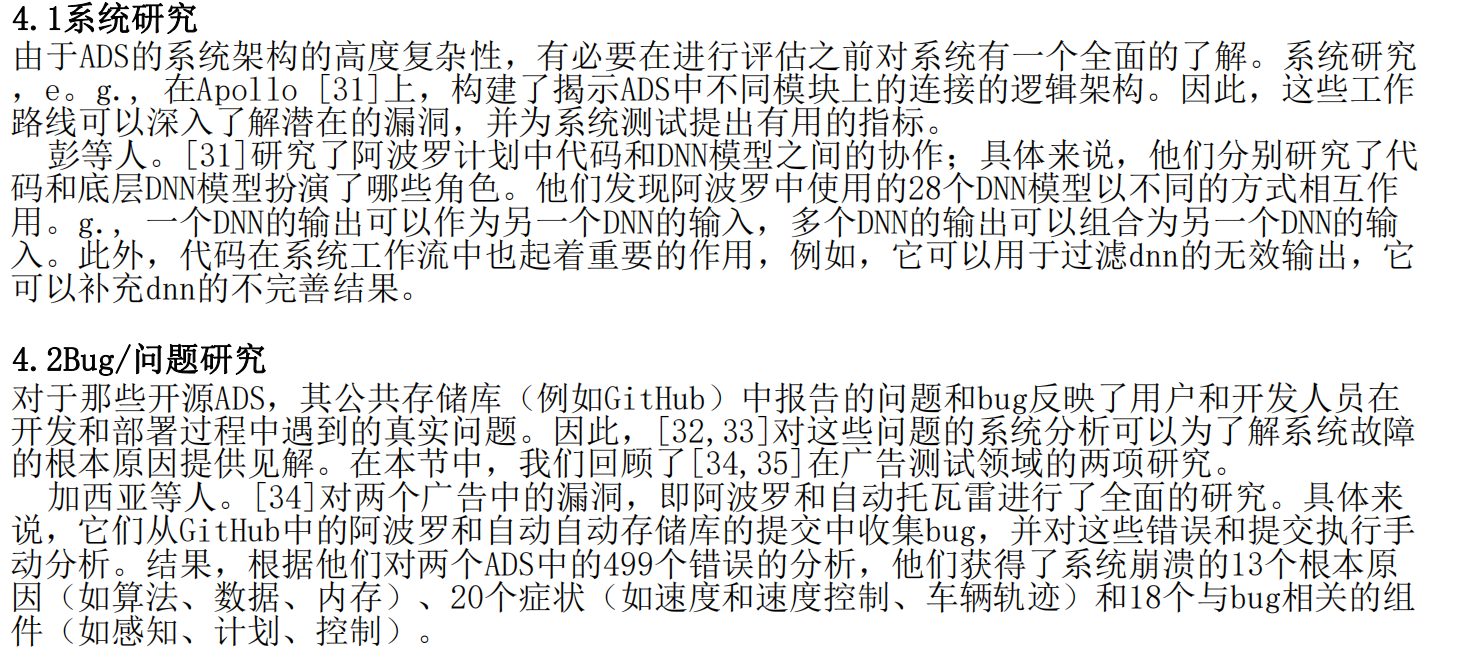 4.1系统研究
由于ADS的系统架构的高度复杂性，有必要在进行评估之前对系统有一个全面的了解。系统研究
，e。g.，在Apollo [31]上，构建了揭示ADS中不同模块上的连接的逻辑架构。因此，这些工作
路线可以深入了解潜在的漏洞，并为系统测试提出有用的指标。
彭等人。[31]研究了阿波罗计划中代码和DNN模型之间的协作；具体来说，他们分别研究了代
码和底层DNN模型扮演了哪些角色。他们发现阿波罗中使用的28个DNN模型以不同的方式相互作
用。g.，一个DNN的输出可以作为另一个DNN的输入，多个DNN的输出可以组合为另一个DNN的输
入。此外，代码在系统工作流中也起着重要的作用，例如，它可以用于过滤dnn的无效输出，它
可以补充dnn的不完善结果。
4.2Bug/问题研究
对于那些开源ADS，其公共存储库（例如GitHub）中报告的问题和bug反映了用户和开发人员在
开发和部署过程中遇到的真实问题。因此，[32,33]对这些问题的系统分析可以为了解系统故障
的根本原因提供见解。在本节中，我们回顾了[34,35]在广告测试领域的两项研究。
加西亚等人。[34]对两个广告中的漏洞，即阿波罗和自动托瓦雷进行了全面的研究。具体来
说，它们从GitHub中的阿波罗和自动自动存储库的提交中收集bug，并对这些错误和提交执行手
动分析。结果，根据他们对两个ADS中的499个错误的分析，他们获得了系统崩溃的13个根本原
因（如算法、数据、内存）、20个症状（如速度和速度控制、车辆轨迹）和18个与bug相关的组
件（如感知、计划、控制）。